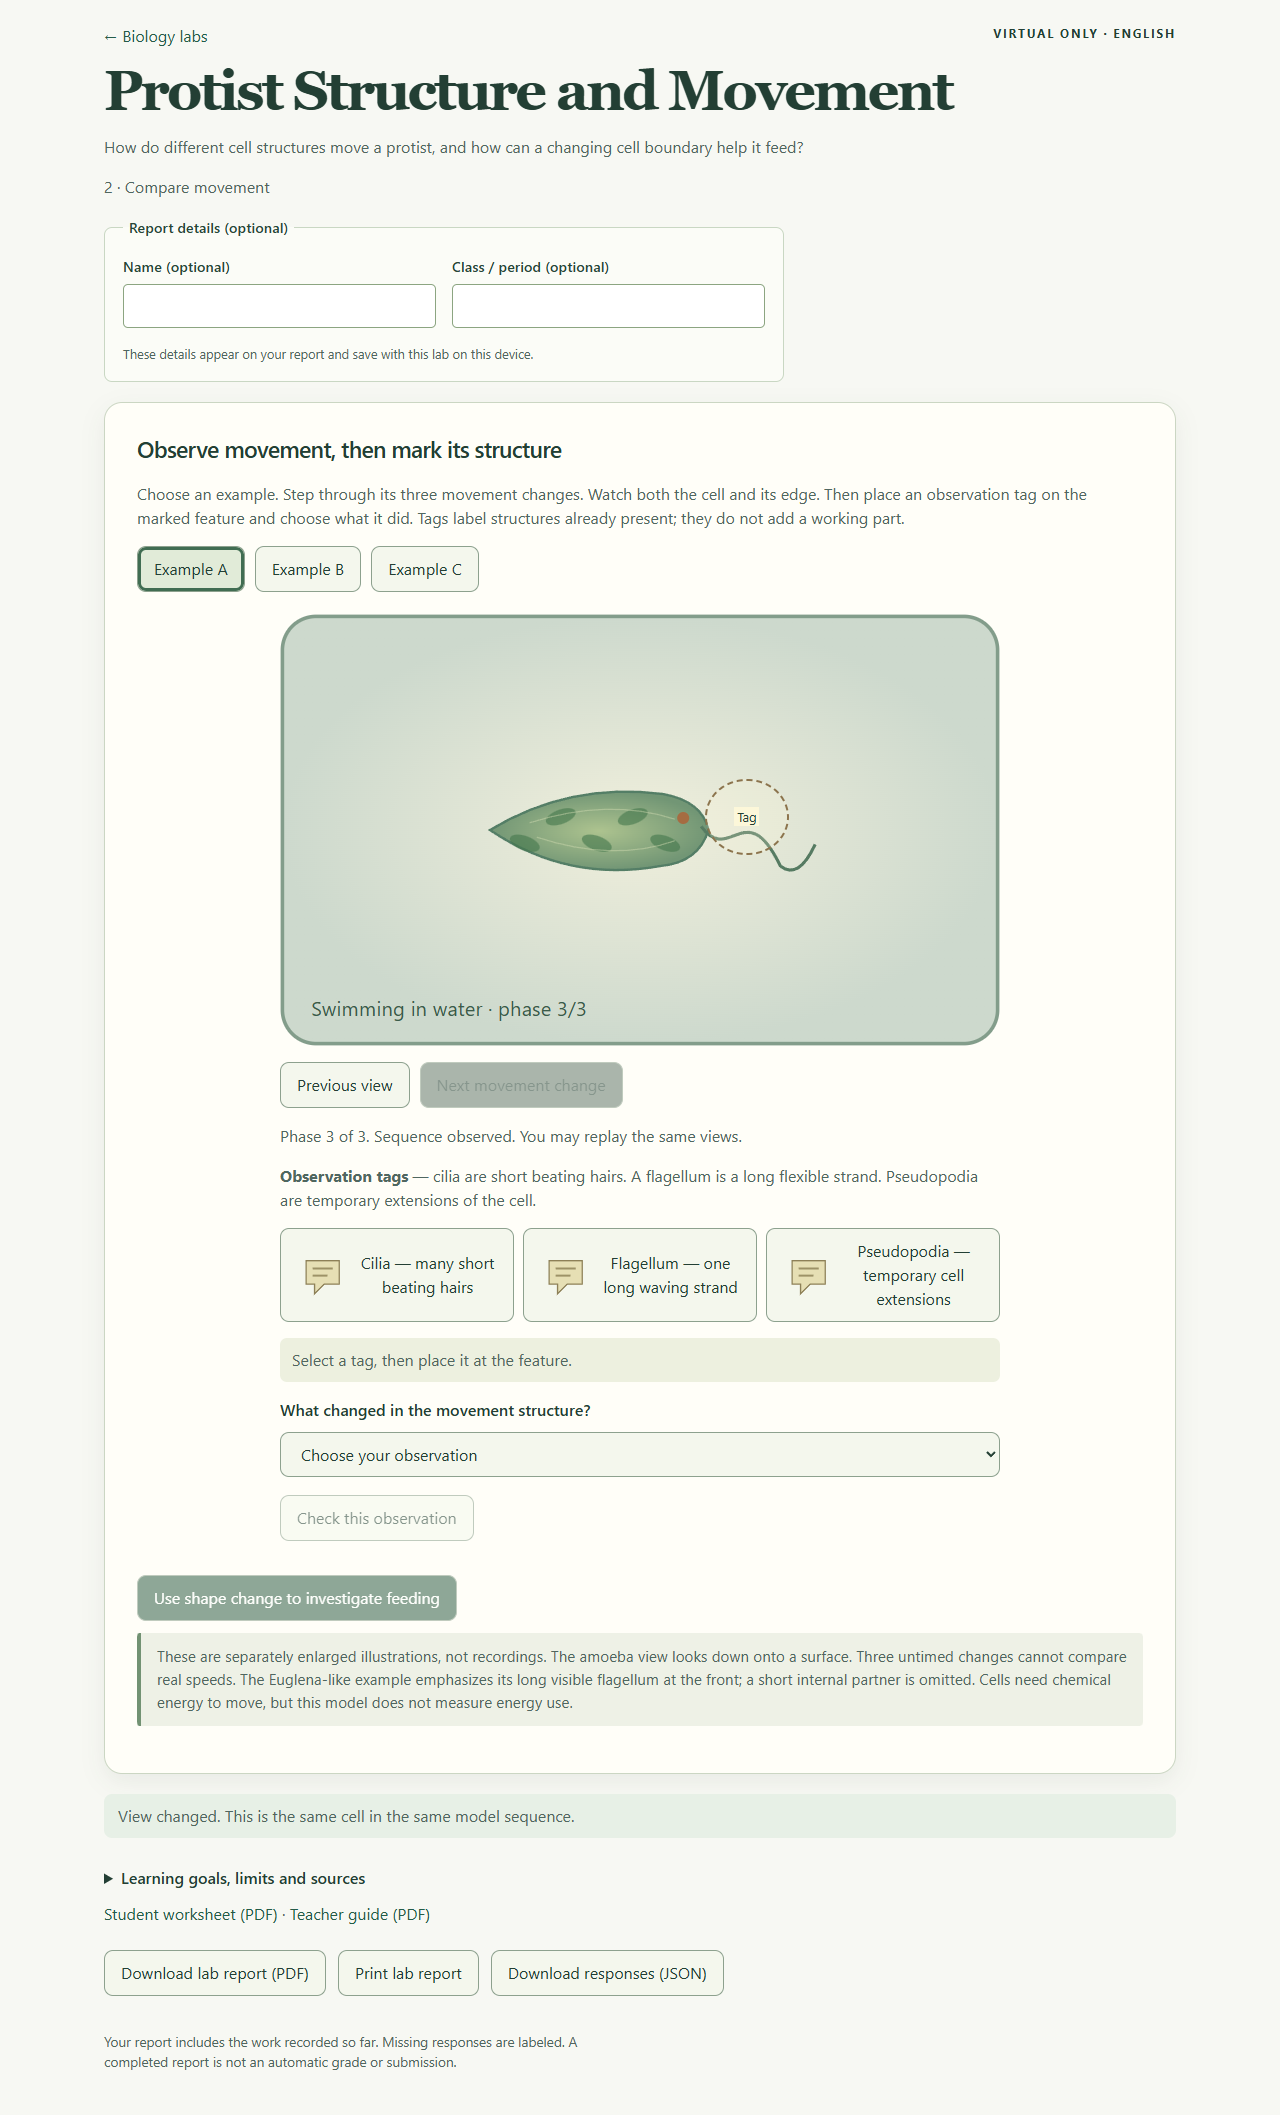 ← Biology labs
VIRTUAL ONLY · ENGLISH
Protist Structure and Movement
How do different cell structures move a protist, and how can a changing cell boundary help it feed?
2 · Compare movement
Report details (optional)
Name (optional)
Class / period (optional)
These details appear on your report and save with this lab on this device.
Observe movement, then mark its structure
Choose an example. Step through its three movement changes. Watch both the cell and its edge. Then place an observation tag on the
marked feature and choose what it did. Tags label structures already present; they do not add a working part.
Example A
Example B
Example C
Tag
Swimming in water · phase 3/3
Previous view
Next movement change
Phase 3 of 3. Sequence observed. You may replay the same views.
Observation tags — cilia are short beating hairs. A flagellum is a long flexible strand. Pseudopodia
are temporary extensions of the cell.
Cilia — many short
beating hairs
Flagellum — one
long waving strand
Pseudopodia —
temporary cell
extensions
Select a tag, then place it at the feature.
What changed in the movement structure?
Choose your observation
Check this observation
Use shape change to investigate feeding
These are separately enlarged illustrations, not recordings. The amoeba view looks down onto a surface. Three untimed changes cannot compare
real speeds. The Euglena-like example emphasizes its long visible flagellum at the front; a short internal partner is omitted. Cells need chemical
energy to move, but this model does not measure energy use.
View changed. This is the same cell in the same model sequence.
▶ Learning goals, limits and sources
Student worksheet (PDF) · Teacher guide (PDF)
Download lab report (PDF)
Print lab report
Download responses (JSON)
Your report includes the work recorded so far. Missing responses are labeled. A
completed report is not an automatic grade or submission.